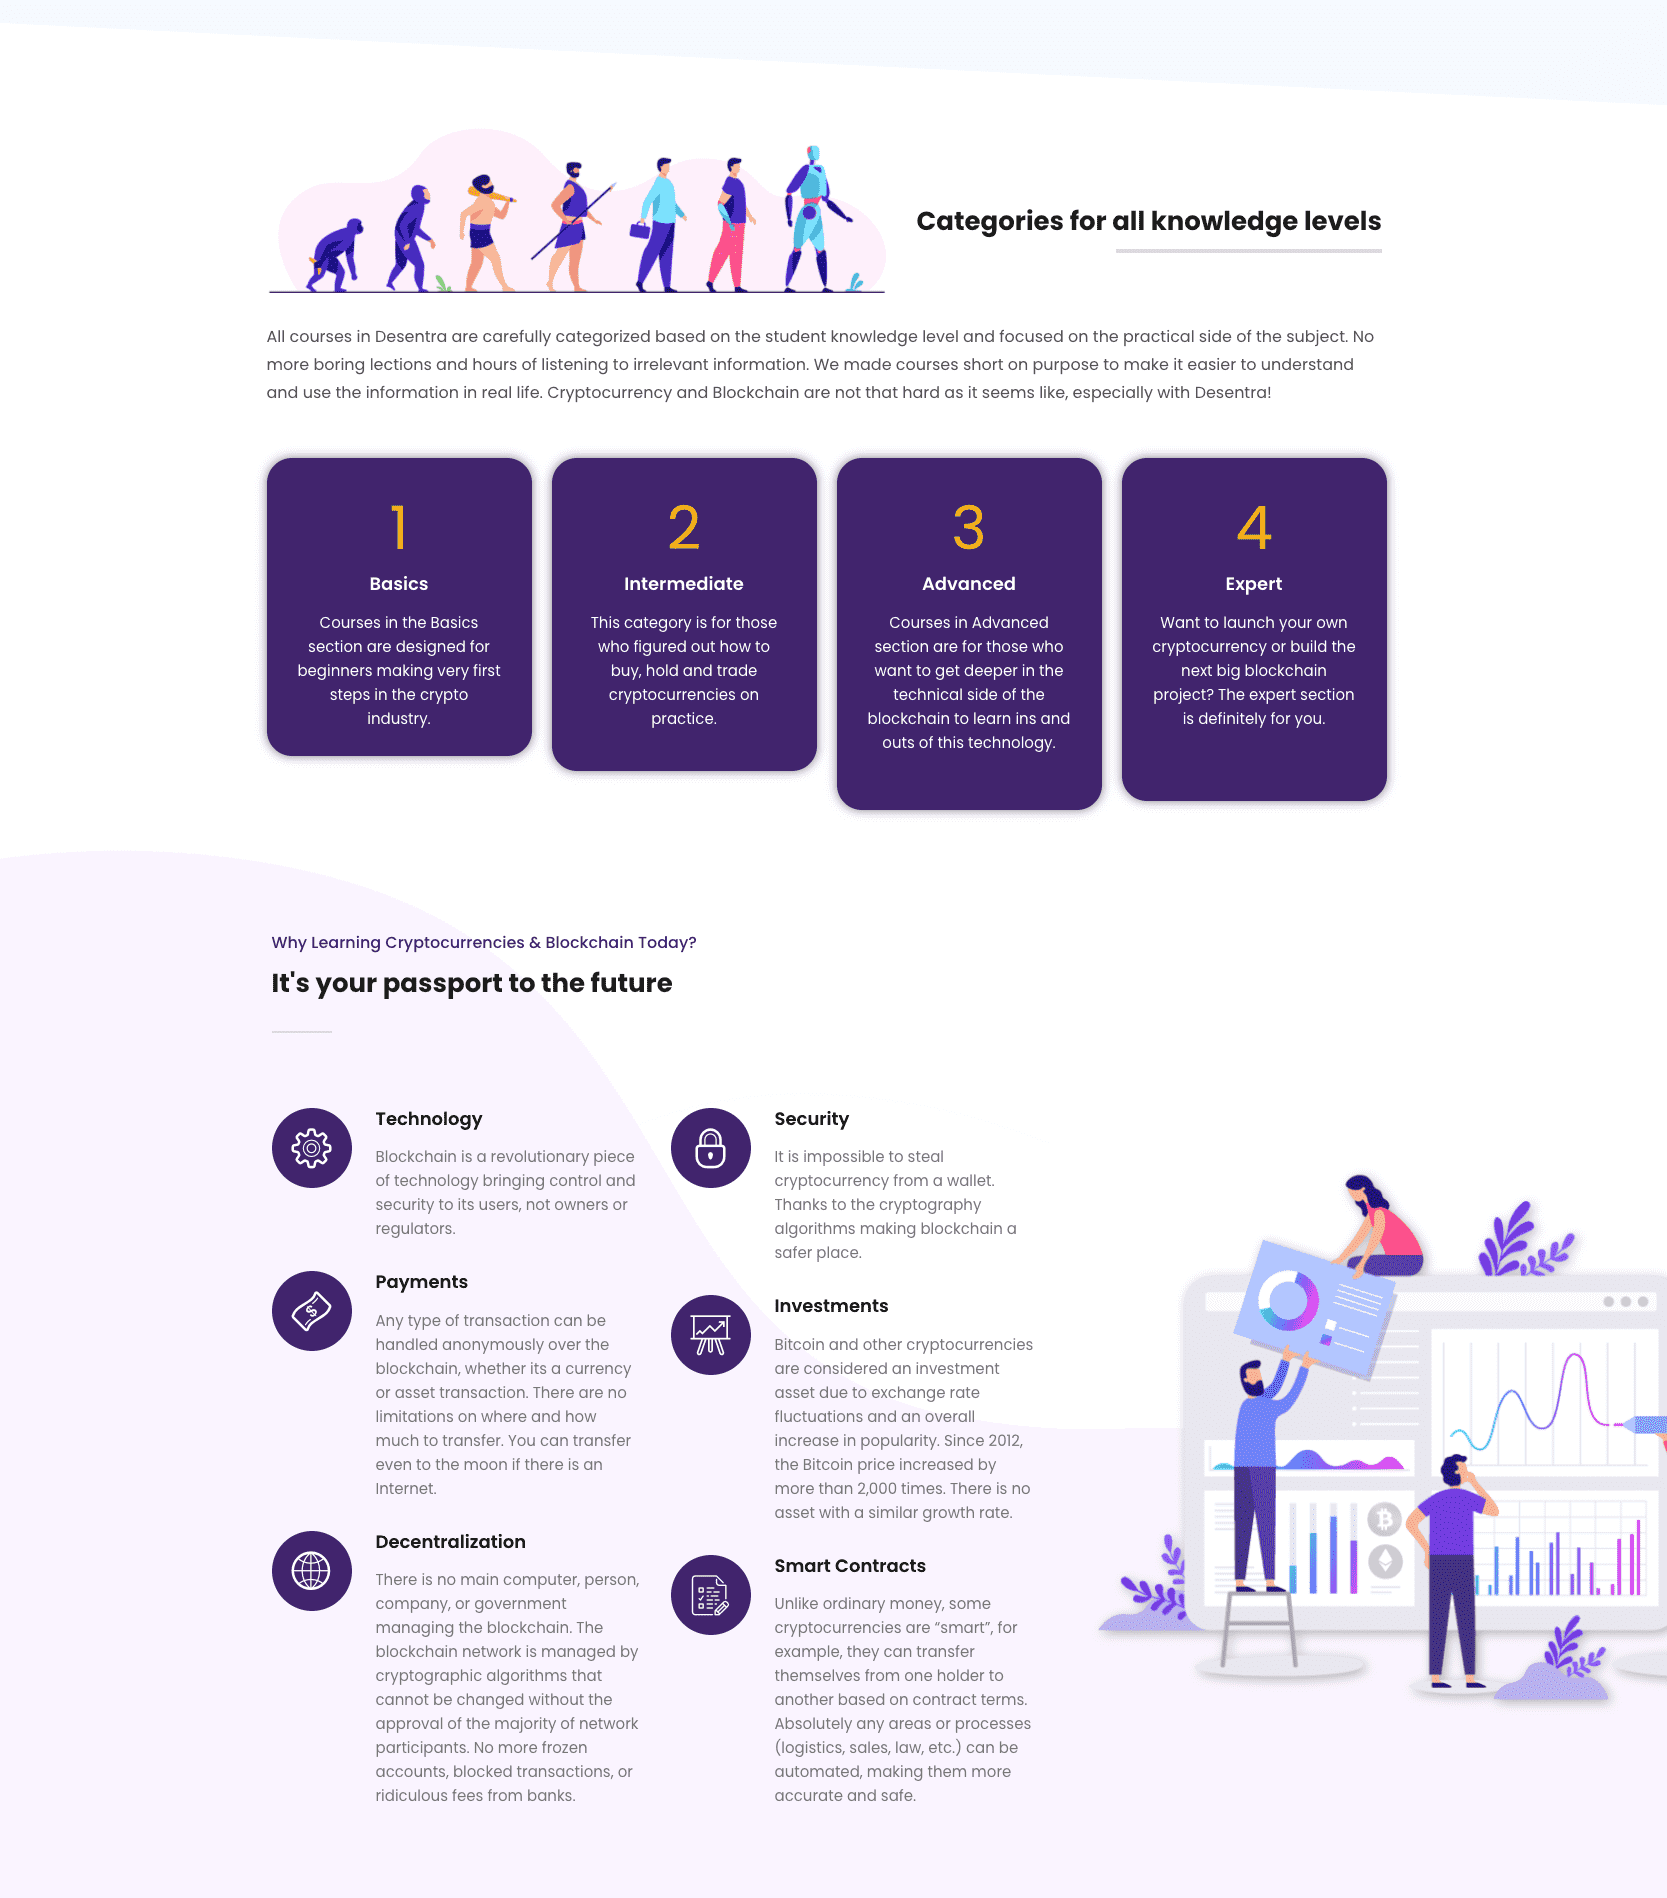 Categories for all knowledge levels
All courses in Desentra are carefully categorized based on the student knowledge level and focused on the practical side of the subject. No
more boring lections and hours of listening to irrelevant information. We made courses short on purpose to make it easier to understand
and use the information in real life. Cryptocurrency and Blockchain are not that hard as it seems like, especially with Desentra!
1
Basics
Courses in the Basics
section are designed for
beginners making very first
steps in the crypto
industry.
2
Intermediate
This category is for those
who figured out how to
buy, hold and trade
cryptocurrencies on
practice.
3
Advanced
Courses in Advanced
section are for those who
want to get deeper in the
technical side of the
blockchain to learn ins and
outs of this technology.
4
Expert
Want to launch your own
cryptocurrency or build the
next big blockchain
project? The expert section
is definitely for you.
Why Learning Cryptocurrencies & Blockchain Today?
It's your passport to the future
Technology
Blockchain is a revolutionary piece
of technology bringing control and
security to its users, not owners or
regulators.
Payments
Any type of transaction can be
handled anonymously over the
blockchain, whether its a currency
or asset transaction. There are no
limitations on where and how
much to transfer. You can transfer
even to the moon if there is an
Internet.
Decentralization
There is no main computer, person,
company, or government
managing the blockchain. The
blockchain network is managed by
cryptographic algorithms that
cannot be changed without the
approval of the majority of network
participants. No more frozen
accounts, blocked transactions, or
ridiculous fees from banks.
Security
It is impossible to steal
cryptocurrency from a wallet.
Thanks to the cryptography
algorithms making blockchain a
safer place.
Investments
Bitcoin and other cryptocurrencies
are considered an investment
asset due to exchange rate
fluctuations and an overall
increase in popularity. Since 2012,
the Bitcoin price increased by
more than 2,000 times. There is no
asset with a similar growth rate.
Smart Contracts
Unlike ordinary money, some
cryptocurrencies are “smart”, for
example, they can transfer
themselves from one holder to
another based on contract terms.
Absolutely any areas or processes
(logistics, sales, law, etc.) can be
automated, making them more
accurate and safe.